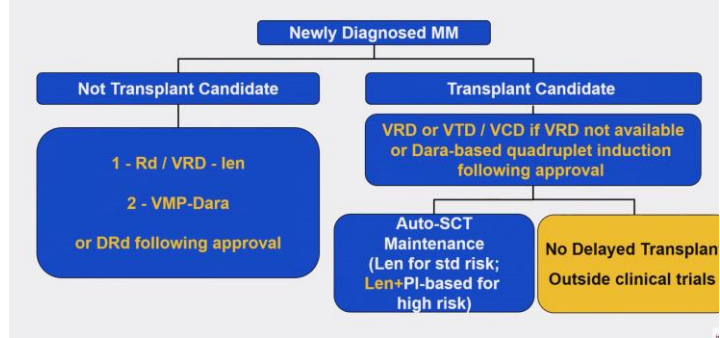 Newly Diagnosed MM
Not Transplant Candidate
Transplant Candidate
1 - Rd / VRD - len
2 - VMP-Dara
or DRd following approval
VRD or VTD / VCD if VRD not available
or Dara-based quadruplet induction
following approval
Auto-SCT
Maintenance
(Len for std risk;
Len+PI-based for
high risk)
No Delayed Transplant
Outside clinical trials